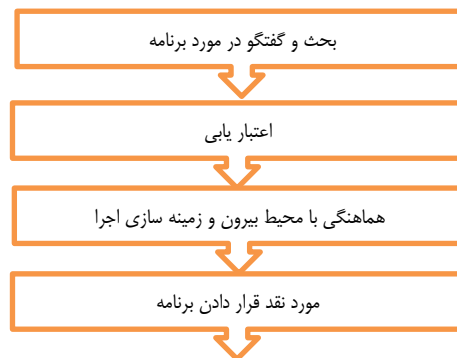 بحث و گفتگو در مورد برنامه
اعتبار یابی
هماهنگی با محیط بیرون و زمینه سازی اجرا
مورد نقد قرار دادن برنامه